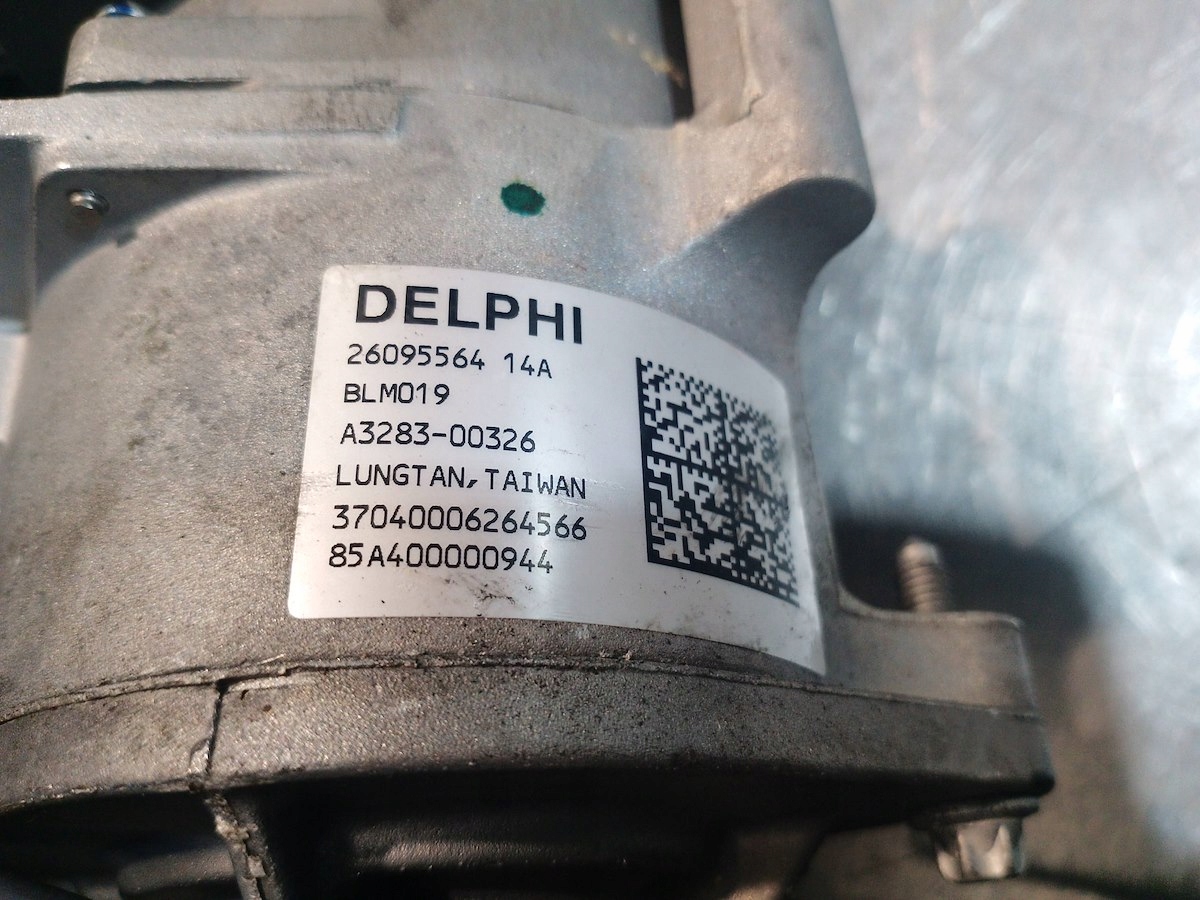 DELPHI
26095564 14A
BLM019
A3283-00326
LUNGTAN,TAIWAN
37040006264566
85A400000944